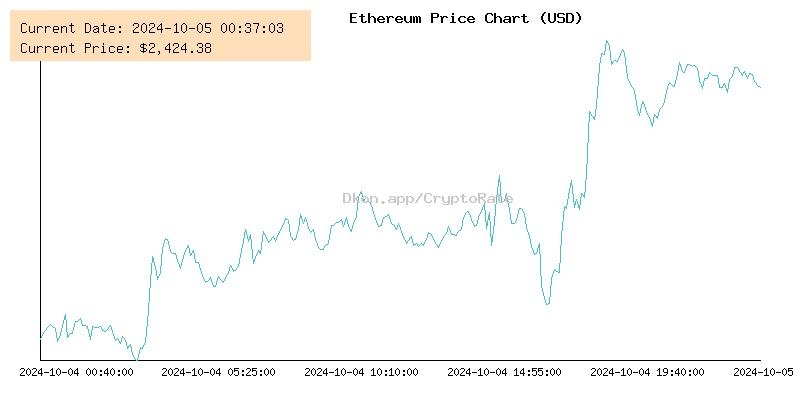 Ethereum Price Chart (USD)
Current Date: 2024-10-05 00:37:03
Current Price: $2,424.38
Dkon.app/CryptoRate
2024-10-04 00:40:00 2024-10-04 05:25:00 2024-10-04 10:10:00 2024-10-04 14:55:00 2024-10-04 19:40:00 2024-10-05